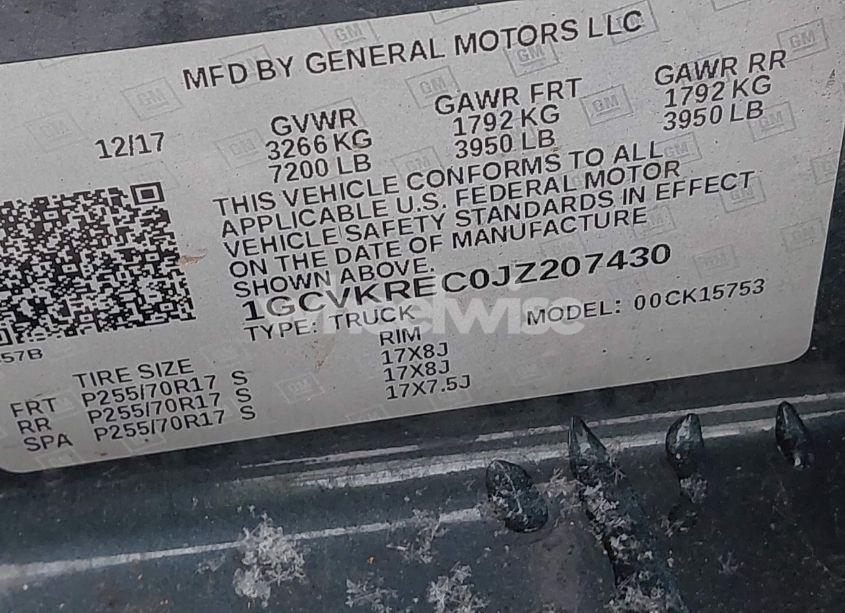 MFD BY GENERAL MOTORS LLC
12/17
GVWR
3266 KG
7200 LB
GAWR FRT
1792 KG
3950 LB
GAWR RR
1792 KG
3950 LB
THIS VEHICLE CONFORMS TO ALL
APPLICABLE U.S. FEDERAL MOTOR
VEHICLE SAFETY STANDARDS IN EFFECT
ON THE DATE OF MANUFACTURE
SHOWN ABOVE.
1GCVKREC0JZ207430
TYPE: TRUCK
MODEL: 00CK15753
57B
TIRE SIZE
RIM
FRT P255/70R17 S 17X8J
RR P255/70R17 S 17X8J
SPA P255/70R17 S 17X7.5J
wheelwise